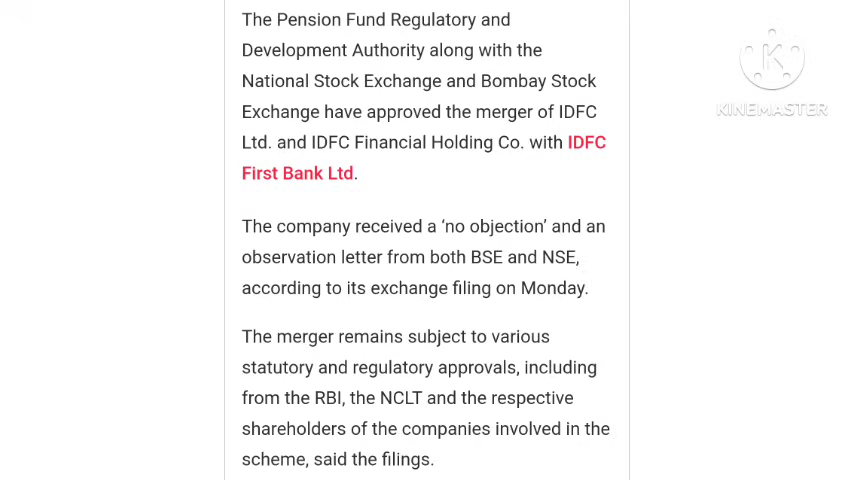 The Pension Fund Regulatory and
Development Authority along with the
National Stock Exchange and Bombay Stock
Exchange have approved the merger of IDFC
Ltd. and IDFC Financial Holding Co. with IDFC
First Bank Ltd.
The company received a ‘no objection’ and an
observation letter from both BSE and NSE,
according to its exchange filing on Monday.
The merger remains subject to various
statutory and regulatory approvals, including
from the RBI, the NCLT and the respective
shareholders of the companies involved in the
scheme, said the filings.
K
KINEMASTER